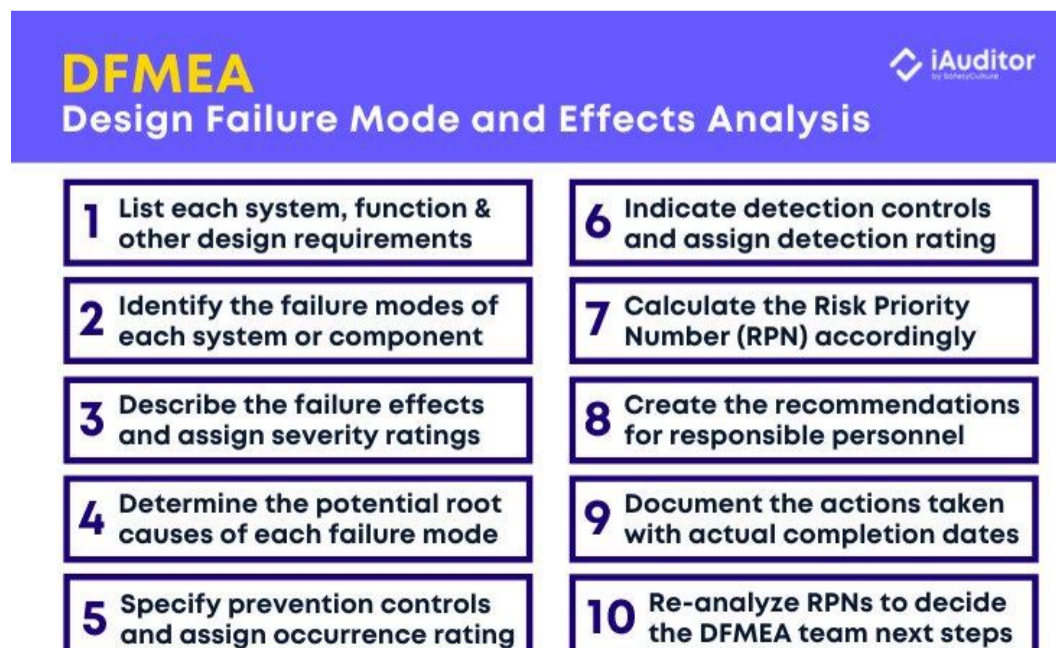 DFMEA
Design Failure Mode and Effects Analysis
iAuditor
by SafetyCulture
1 List each system, function &
other design requirements
2 Identify the failure modes of
each system or component
3 Describe the failure effects
and assign severity ratings
4 Determine the potential root
causes of each failure mode
5 Specify prevention controls
and assign occurrence rating
6 Indicate detection controls
and assign detection rating
7 Calculate the Risk Priority
Number (RPN) accordingly
8 Create the recommendations
for responsible personnel
9 Document the actions taken
with actual completion dates
10 Re-analyze RPNs to decide
the DFMEA team next steps